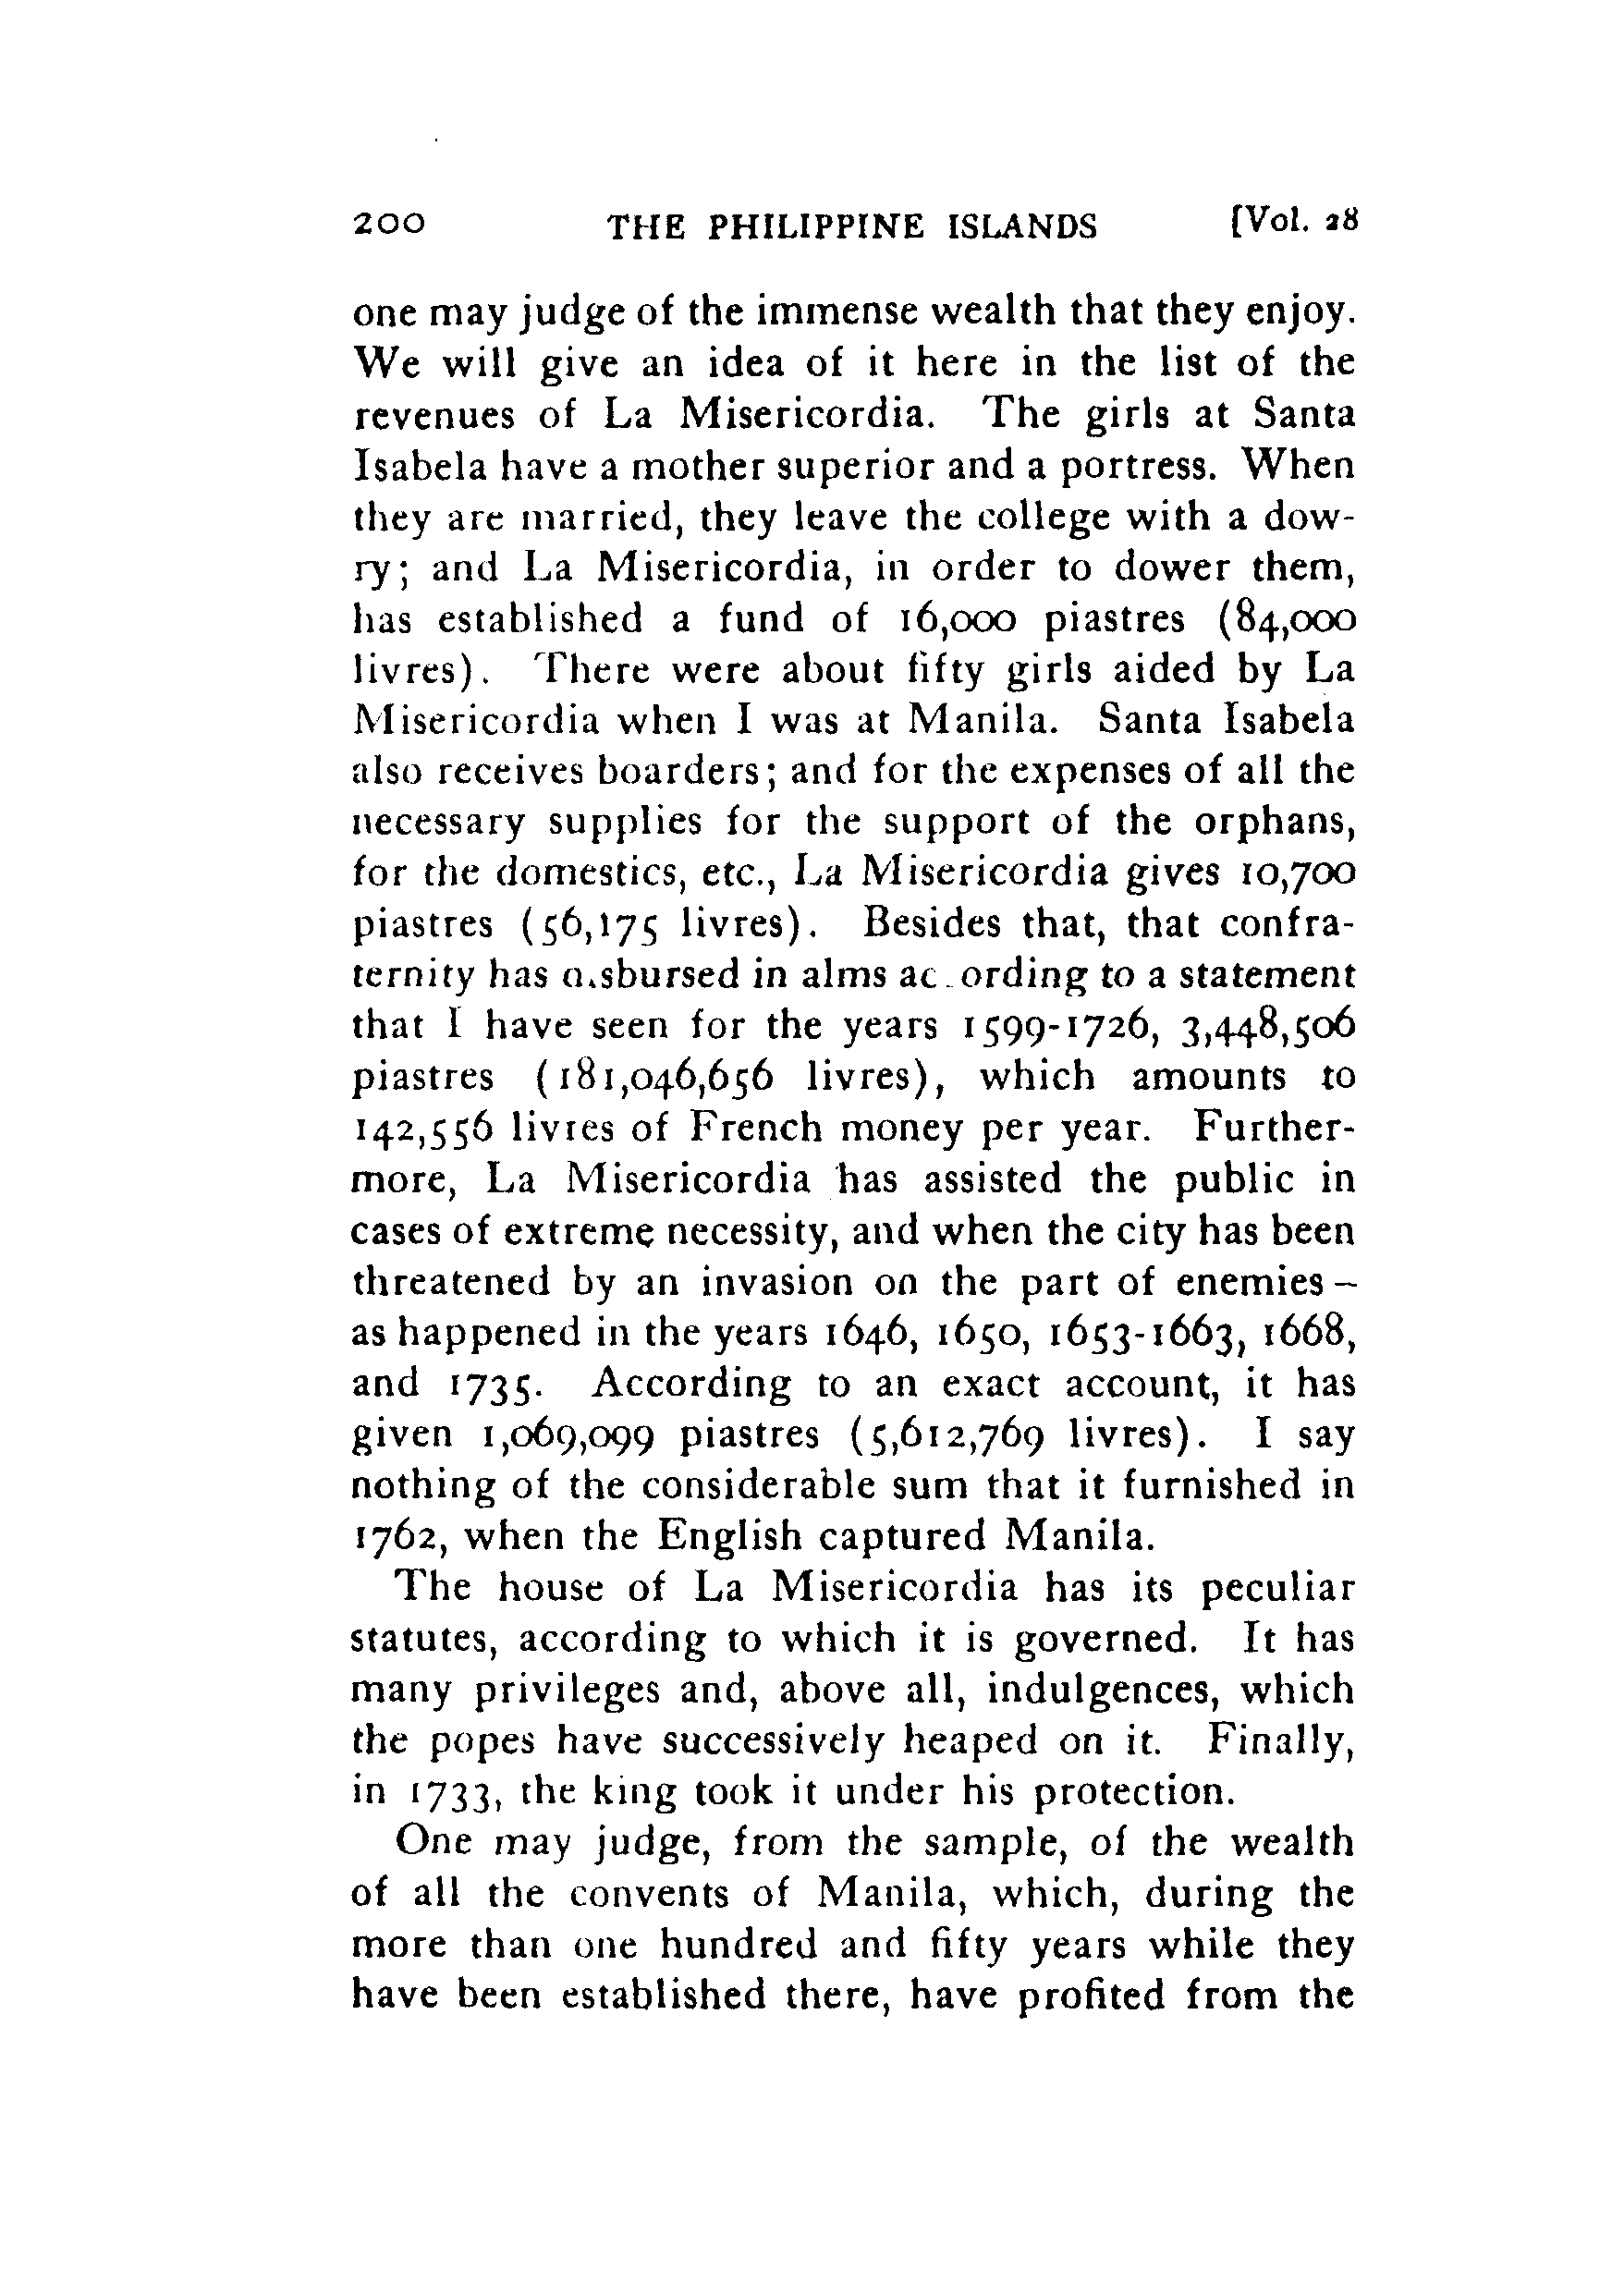 200 THE PHILIPPINE ISLANDS [Vol. 28
one may judge of the immense wealth that they enjoy.
We will give an idea of it here in the list of the
revenues of La Misericordia. The girls at Santa
Isabela have a mother superior and a portress. When
they are married, they leave the college with a dow-
ry; and La Misericordia, in order to dower them,
has established a fund of 16,000 piastres (84,000
livres). There were about fifty girls aided by La
Misericordia when I was at Manila. Santa Isabela
also receives boarders; and for the expenses of all the
necessary supplies for the support of the orphans,
for the domestics, etc., La Misericordia gives 10,700
piastres (56,175 livres). Besides that, that confra-
ternity has disbursed in alms according to a statement
that I have seen for the years 1599-1726, 3,448,506
piastres (181,046,656 livres), which amounts to
142,556 livres of French money per year. Further-
more, La Misericordia has assisted the public in
cases of extreme necessity, and when the city has been
threatened by an invasion on the part of enemies –
as happened in the years 1646, 1650, 1653-1663, 1668,
and 1735. According to an exact account, it has
given 1,069,099 piastres (5,612,769 livres). I say
nothing of the considerable sum that it furnished in
1762, when the English captured Manila.
The house of La Misericordia has its peculiar
statutes, according to which it is governed. It has
many privileges and, above all, indulgences, which
the popes have successively heaped on it. Finally,
in 1733, the king took it under his protection.
One may judge, from the sample, of the wealth
of all the convents of Manila, which, during the
more than one hundred and fifty years while they
have been established there, have profited from the